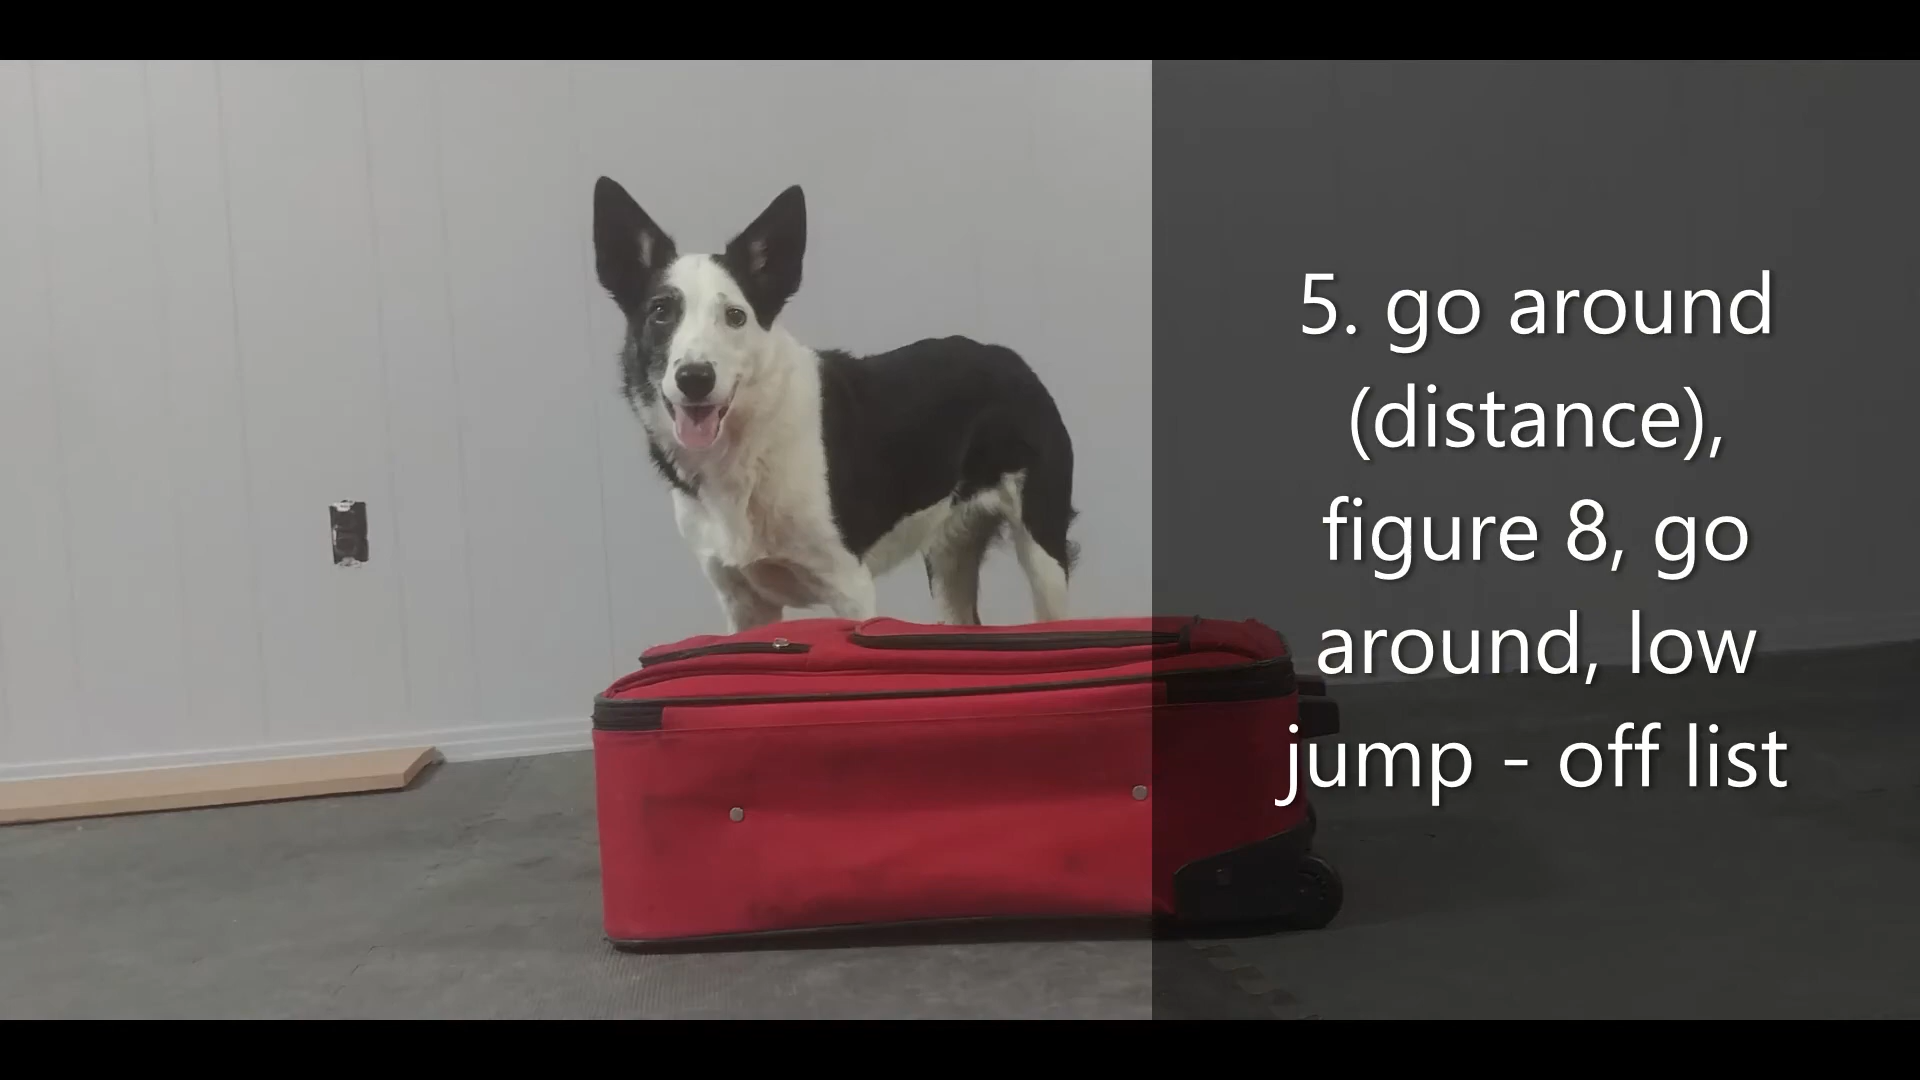 5. go around
(distance),
figure 8, go
around, low
jump - off list